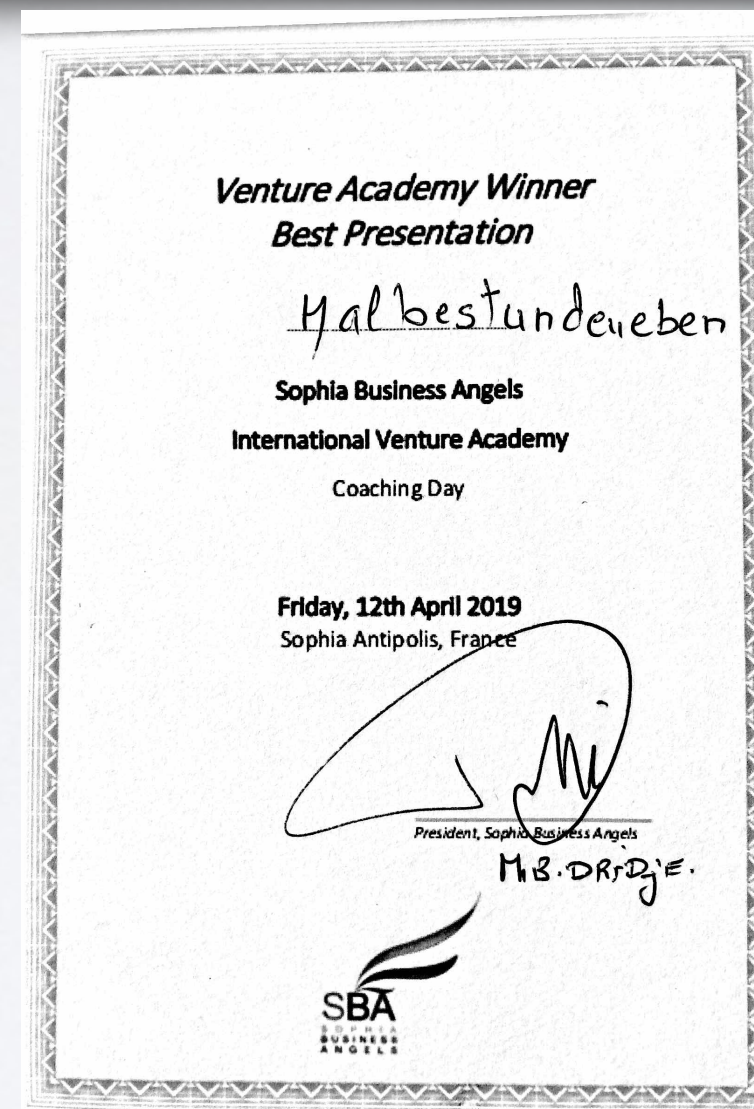 Venture Academy Winner
Best Presentation
Sophia Business Angels
International Venture Academy
Coaching Day
Friday, 12th April 2019
Sophia Antipolis, France
President, Sophia Business Angels
SBA
SOPHIA
BUSINESS
ANGELS